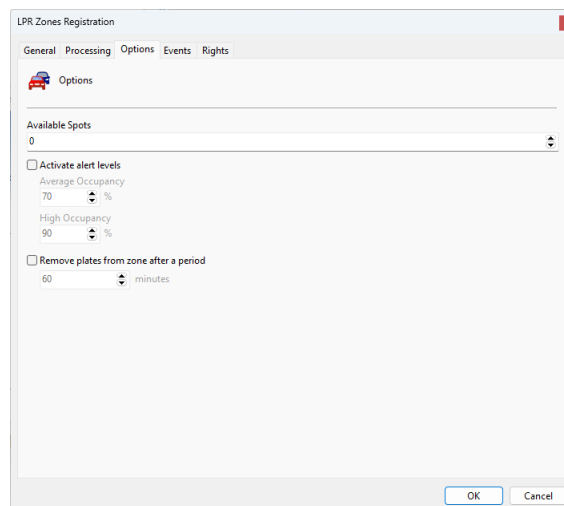 LPR Zones Registration
General Processing Options Events Rights
Options
Available Spots
0
Activate alert levels
Average Occupancy
70 %
High Occupancy
90 %
Remove plates from zone after a period
60 minutes
OK Cancel